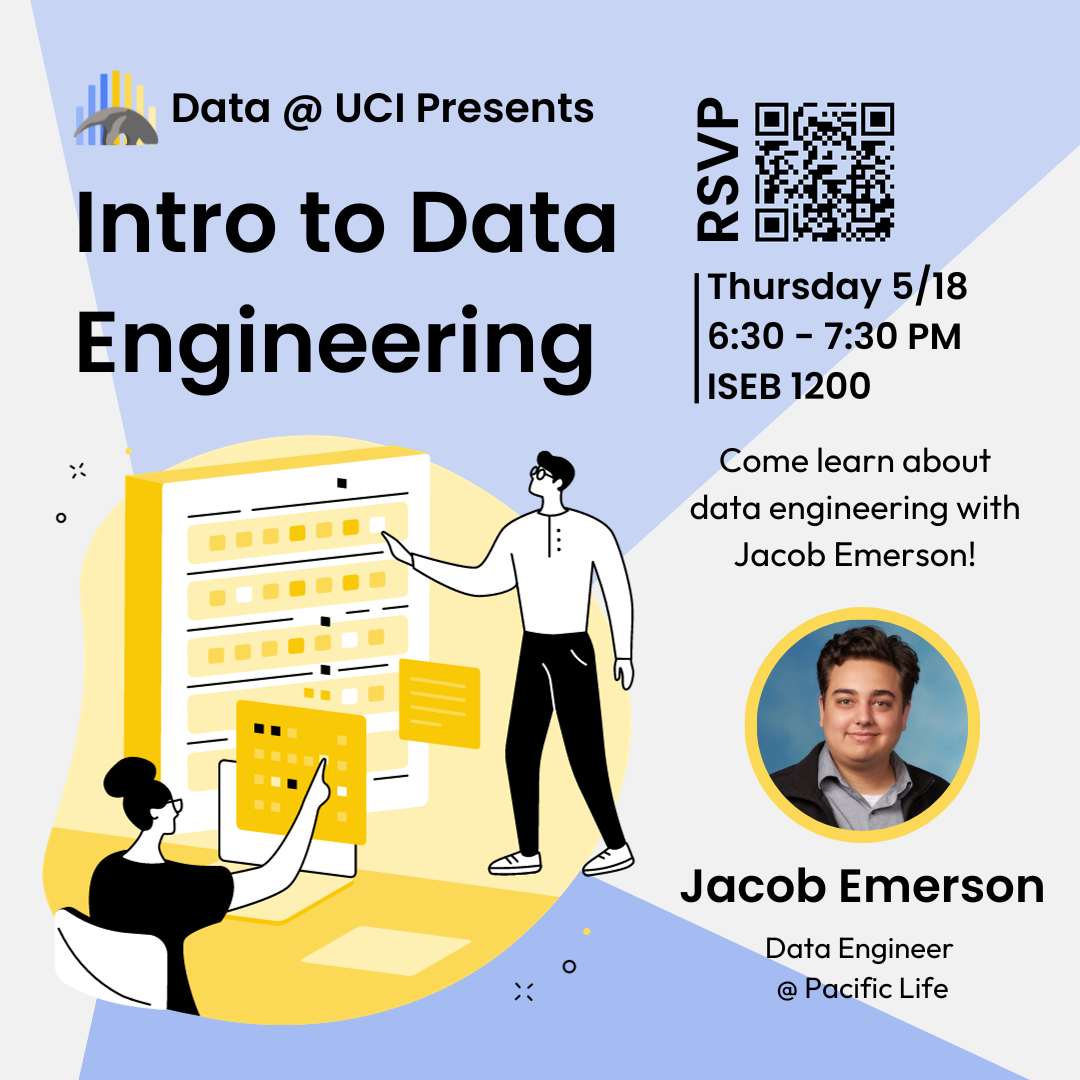 Data @ UCI Presents
Intro to Data
Engineering
RSVP
Thursday 5/18
6:30 - 7:30 PM
ISEB 1200
Come learn about
data engineering with
Jacob Emerson!
Jacob Emerson
Data Engineer
@ Pacific Life